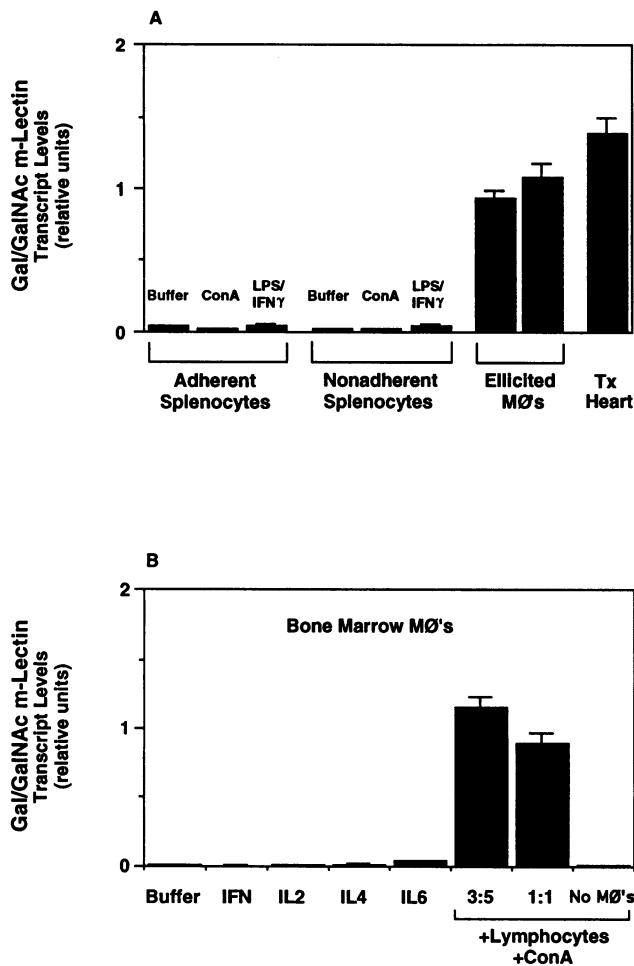 A
Gal/GalNAc m-Lectin
Transcript Levels
(relative units)
2
1
0
Buffer
ConA
LPS/
IFNγ
Buffer
ConA
LPS/
IFNγ
Adherent
Splenocytes
Nonadherent
Splenocytes
Ellicited
MØ's
Tx
Heart
B
Gal/GalNAc m-Lectin
Transcript Levels
(relative units)
2
1
0
Bone Marrow MØ's
Buffer
IFN
IL2
IL4
IL6
3:5
1:1
No MØ's
+Lymphocytes
+ConA